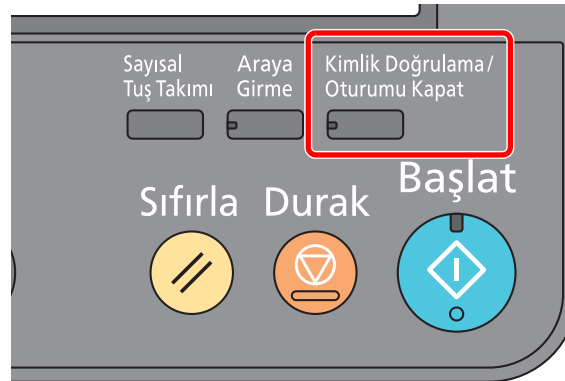 Sayısal
Tuş Takımı
Araya
Girme
Kimlik Doğrulama/
Oturumu Kapat
Sıfırla
Durak
Başlat